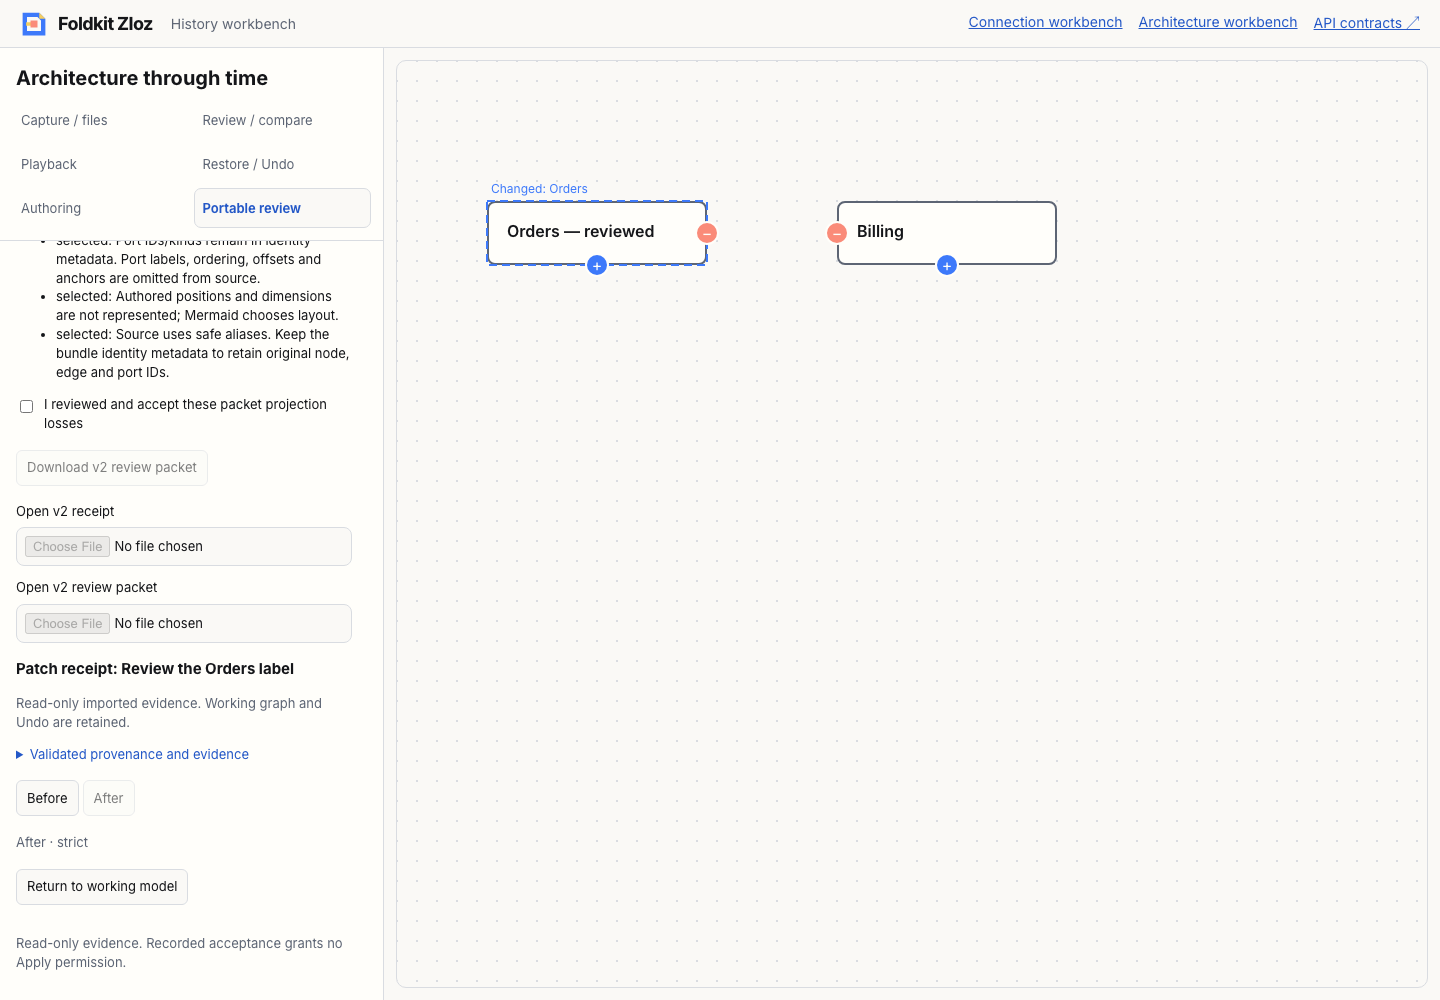 Foldkit Zloz
History workbench
Connection workbench
Architecture workbench
API contracts ↗
Architecture through time
Capture / files
Review / compare
Playback
Restore / Undo
Authoring
Portable review
selected: Port IDs/kinds remain in identity
metadata. Port labels, ordering, offsets and
anchors are omitted from source.
selected: Authored positions and dimensions
are not represented; Mermaid chooses layout.
selected: Source uses safe aliases. Keep the
bundle identity metadata to retain original node,
edge and port IDs.
I reviewed and accept these packet projection
losses
Download v2 review packet
Open v2 receipt
Choose File No file chosen
Open v2 review packet
Choose File No file chosen
Patch receipt: Review the Orders label
Read-only imported evidence. Working graph and
Undo are retained.
Validated provenance and evidence
Before
After
After · strict
Return to working model
Read-only evidence. Recorded acceptance grants no
Apply permission.
Changed: Orders
Orders — reviewed
−
+
−
Billing
+